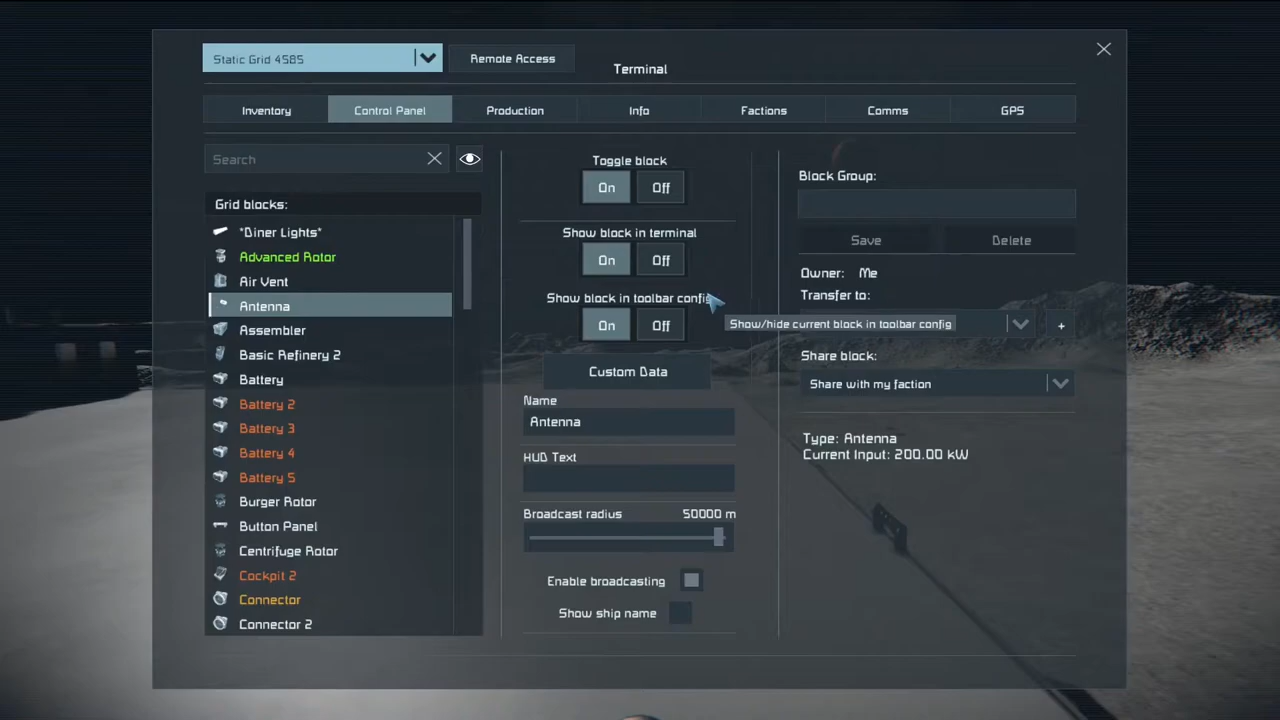 Static Grid 4585
Remote Access
Terminal
Inventory
Control Panel
Production
Info
Factions
Comms
GPS
Search
Grid blocks:
*Diner Lights*
Advanced Rotor
Air Vent
Antenna
Assembler
Basic Refinery 2
Battery
Battery 2
Battery 3
Battery 4
Battery 5
Burger Rotor
Button Panel
Centrifuge Rotor
Cockpit 2
Connector
Connector 2
Toggle block
On Off
Show block in terminal
On Off
Show block in toolbar config
On Off
Show/hide current block in toolbar config
Custom Data
Name
Antenna
HUD Text
Broadcast radius 50000 m
Enable broadcasting
Show ship name
Block Group:
Save Delete
Owner: Me
Transfer to:
+
Share block:
Share with my faction
Type: Antenna
Current Input: 200.00 kW